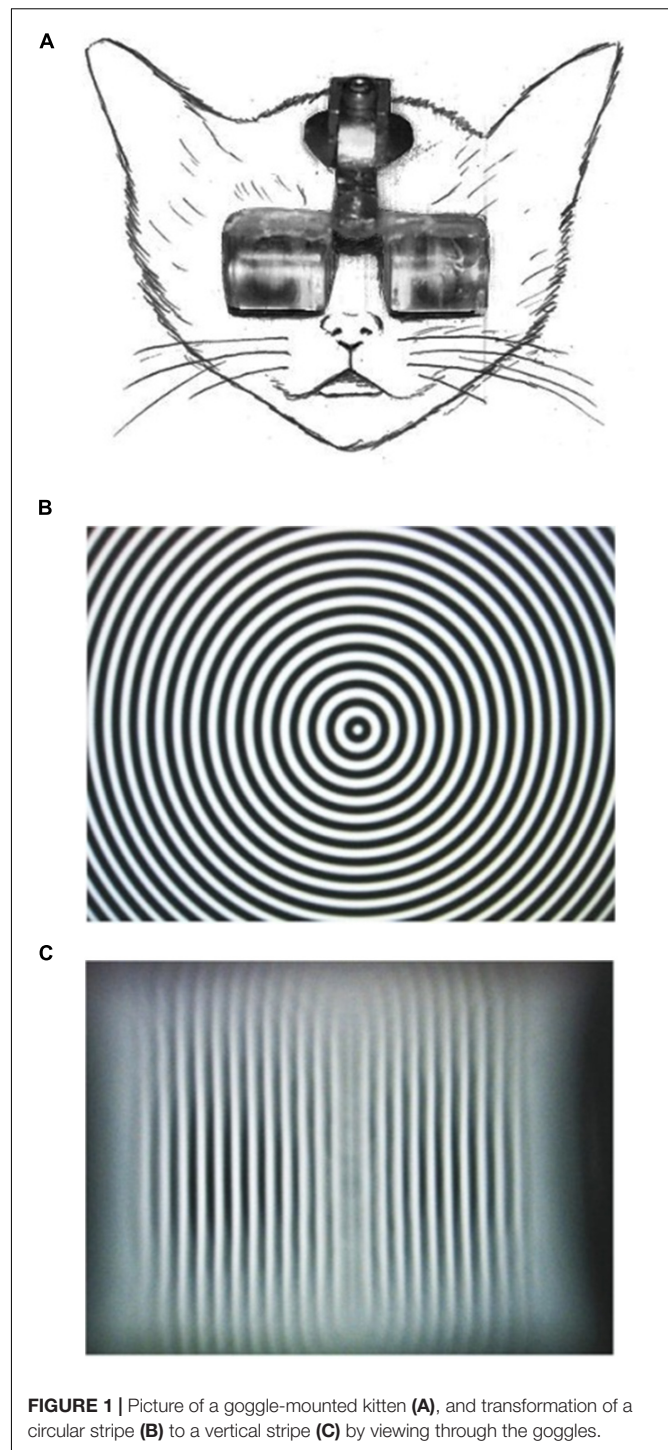 A
B
C
FIGURE 1 | Picture of a goggle-mounted kitten (A), and transformation of a
circular stripe (B) to a vertical stripe (C) by viewing through the goggles.